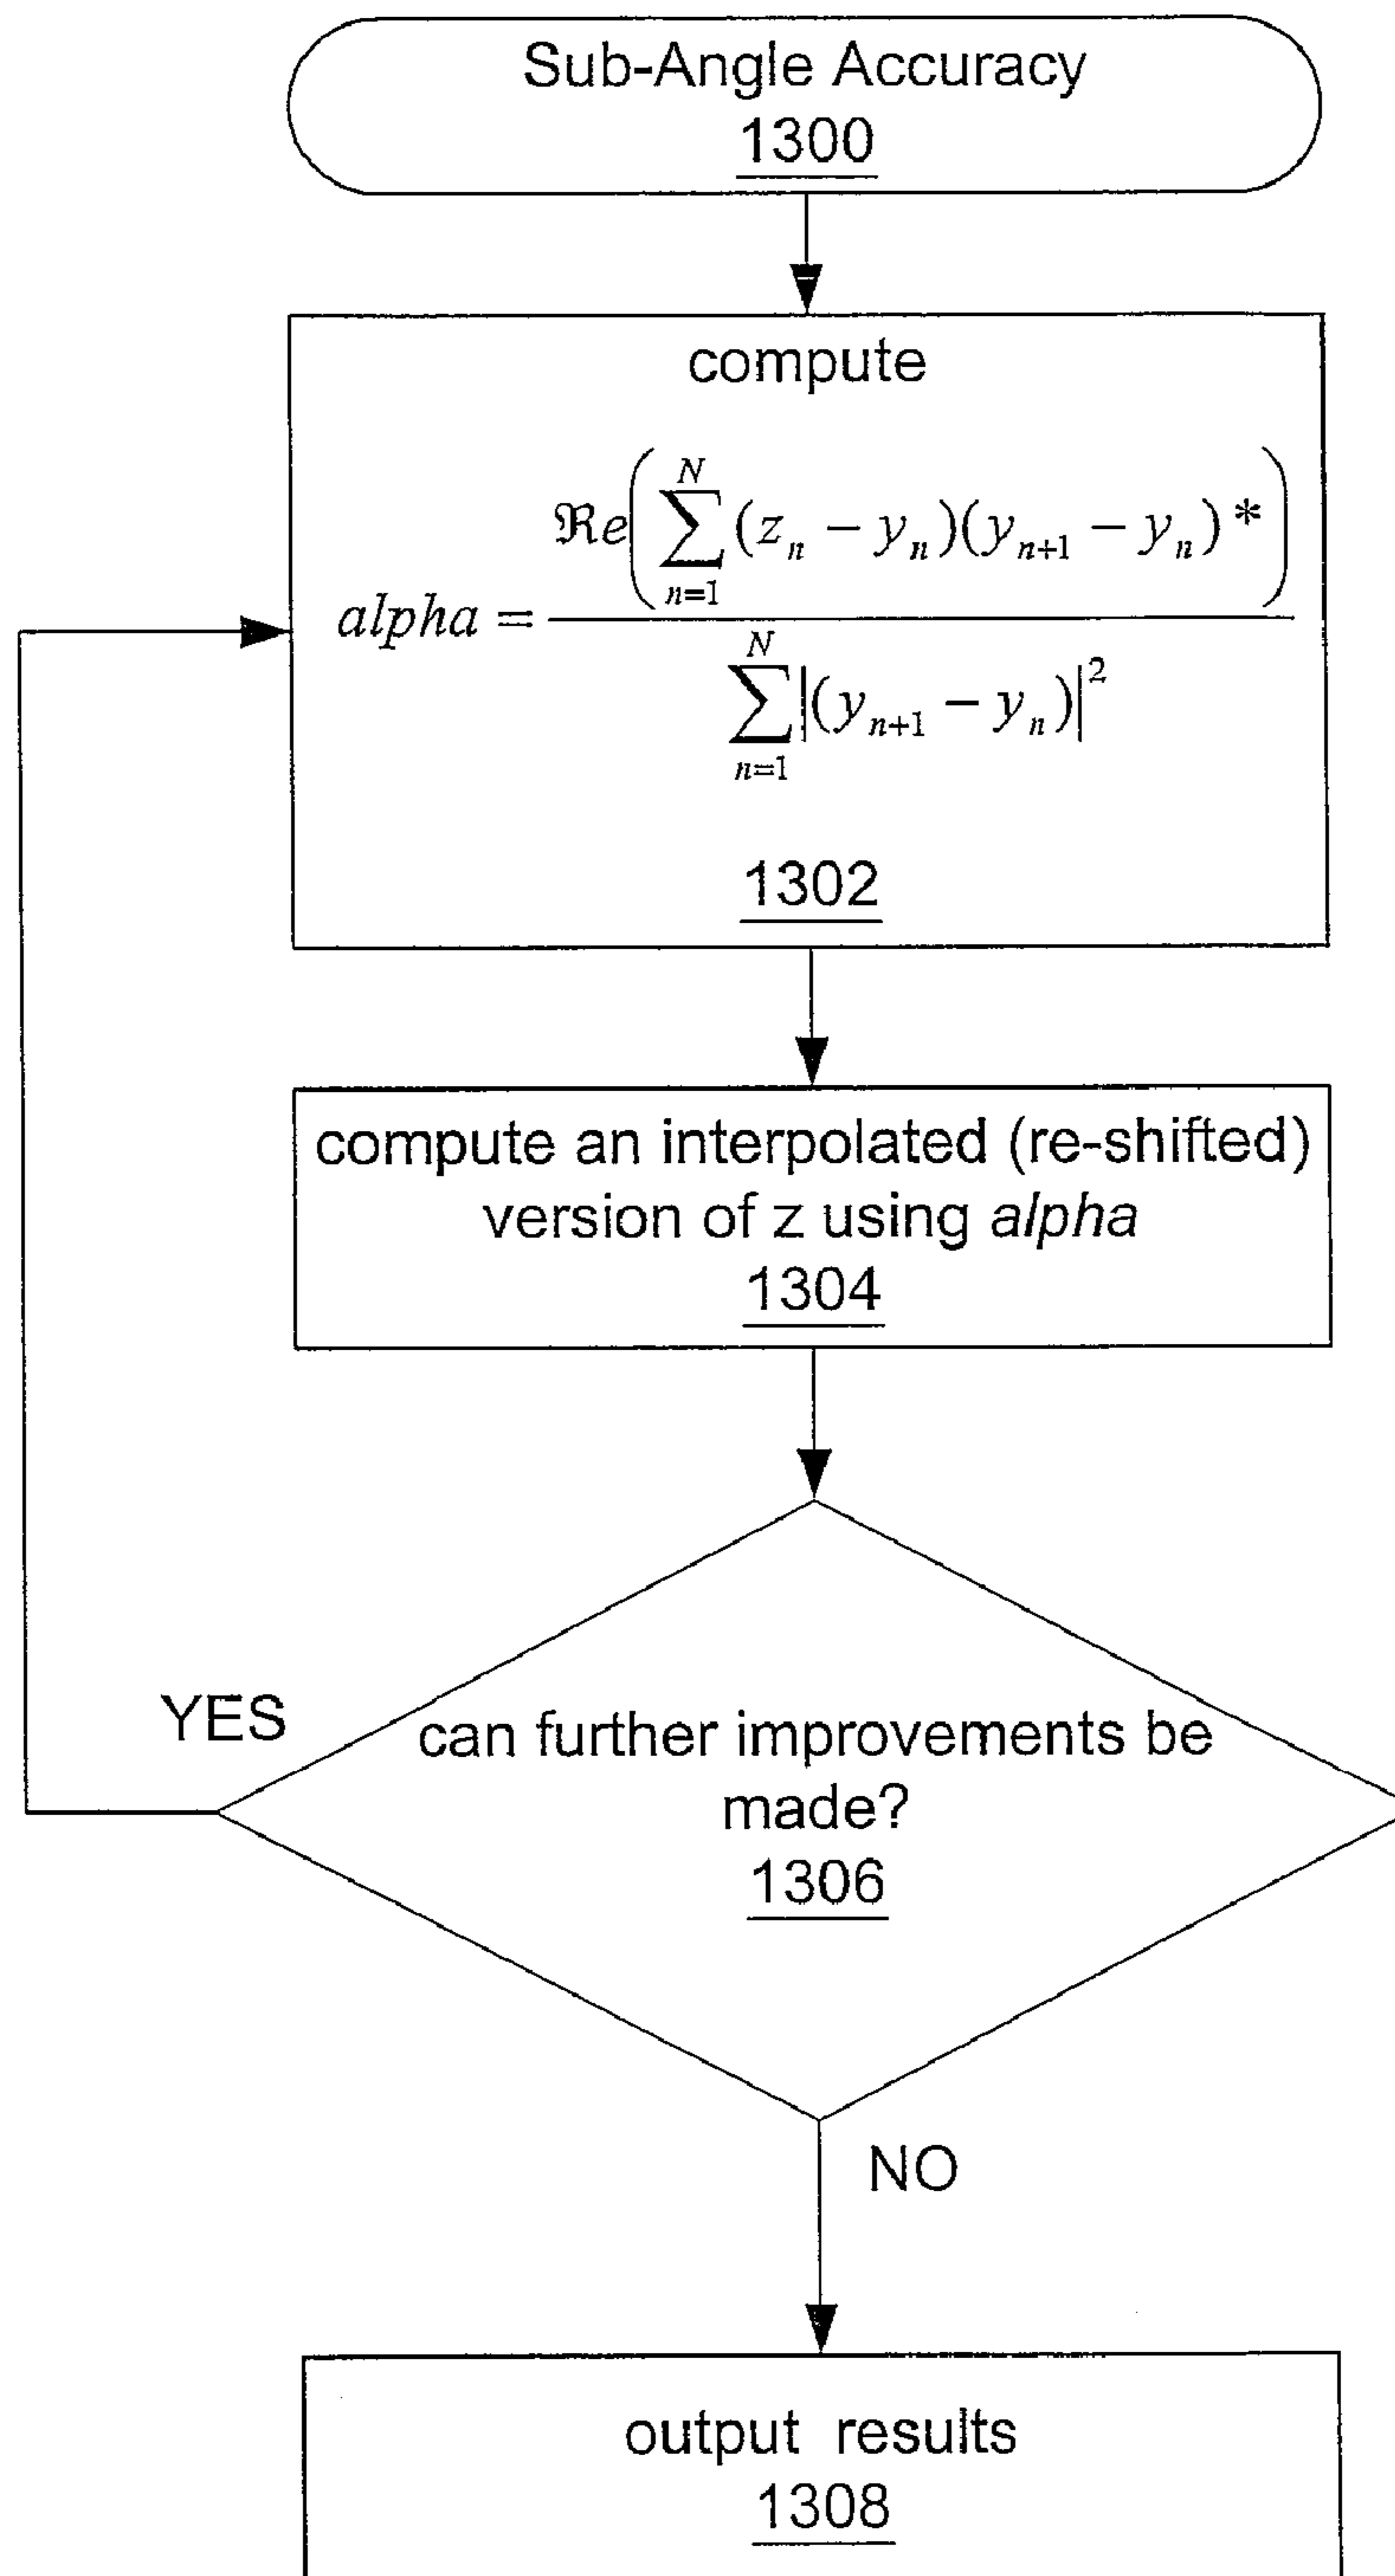 Sub-Angle Accuracy
1300
compute
alpha = ℜe( N ∑ n=1 (z_n − y_n)(y_{n+1} − y_n)* ) / N ∑ n=1 |(y_{n+1} − y_n)|^2
1302
compute an interpolated (re-shifted)
version of z using alpha
1304
YES
can further improvements be
made?
1306
NO
output results
1308